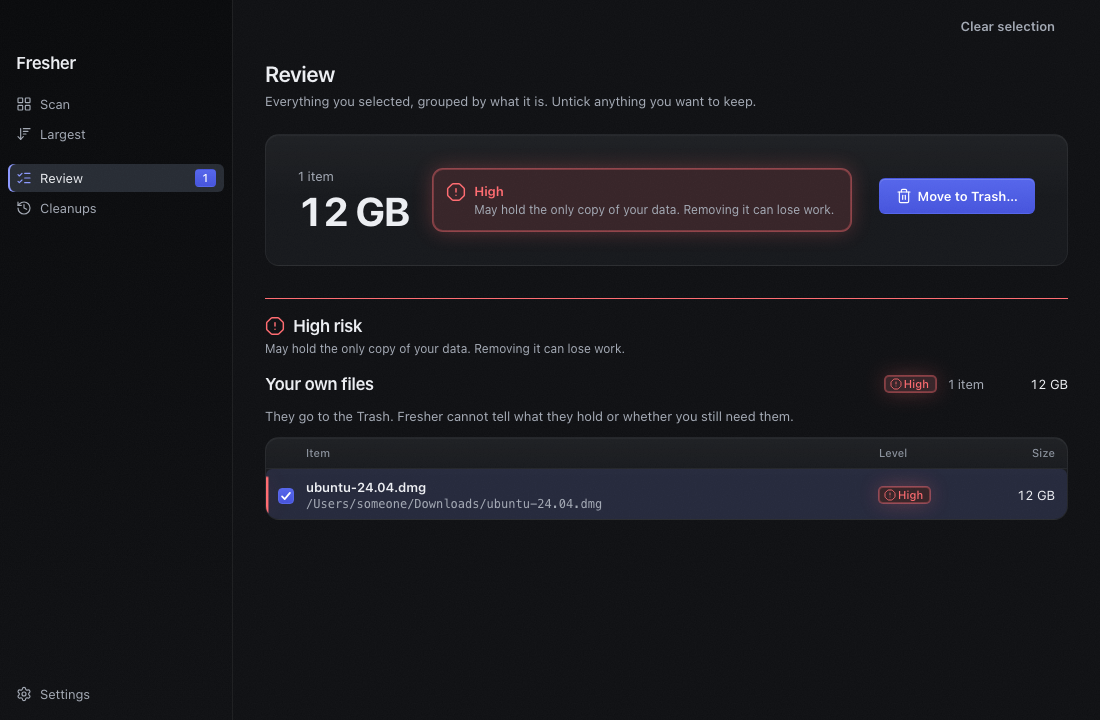 Clear selection
Fresher
Scan
Largest
Review 1
Cleanups
Settings
Review
Everything you selected, grouped by what it is. Untick anything you want to keep.
1 item
12 GB
High
May hold the only copy of your data. Removing it can lose work.
Move to Trash...
High risk
May hold the only copy of your data. Removing it can lose work.
Your own files High 1 item 12 GB
They go to the Trash. Fresher cannot tell what they hold or whether you still need them.
Item Level Size
ubuntu-24.04.dmg
/Users/someone/Downloads/ubuntu-24.04.dmg
High 12 GB